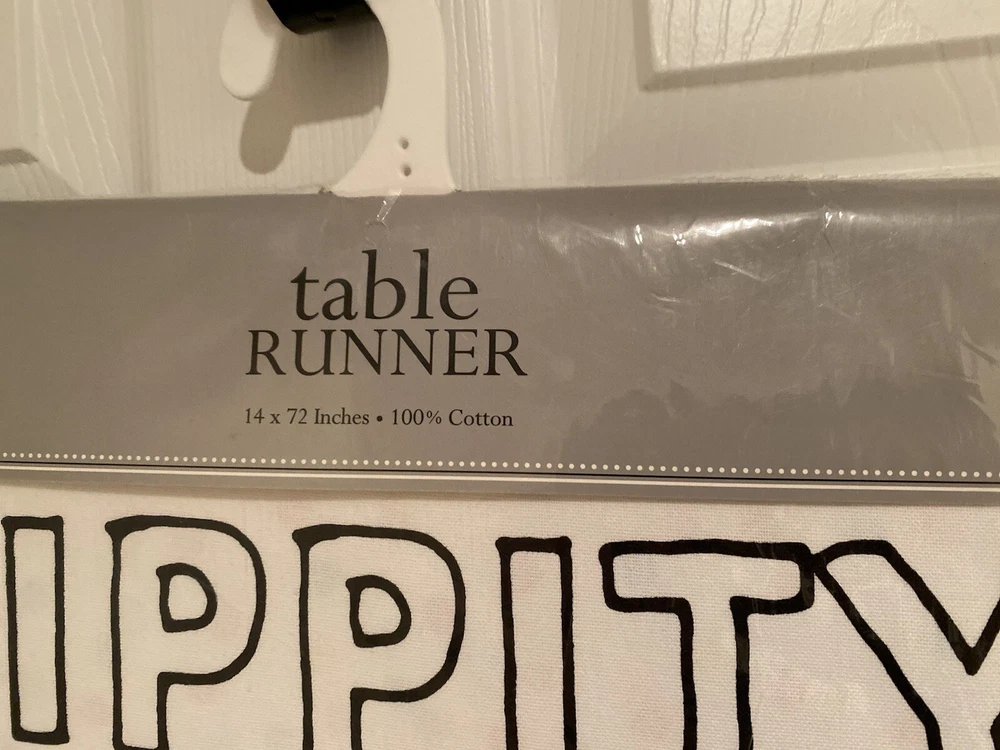 table
RUNNER
14 x 72 Inches • 100% Cotton
IPPITY